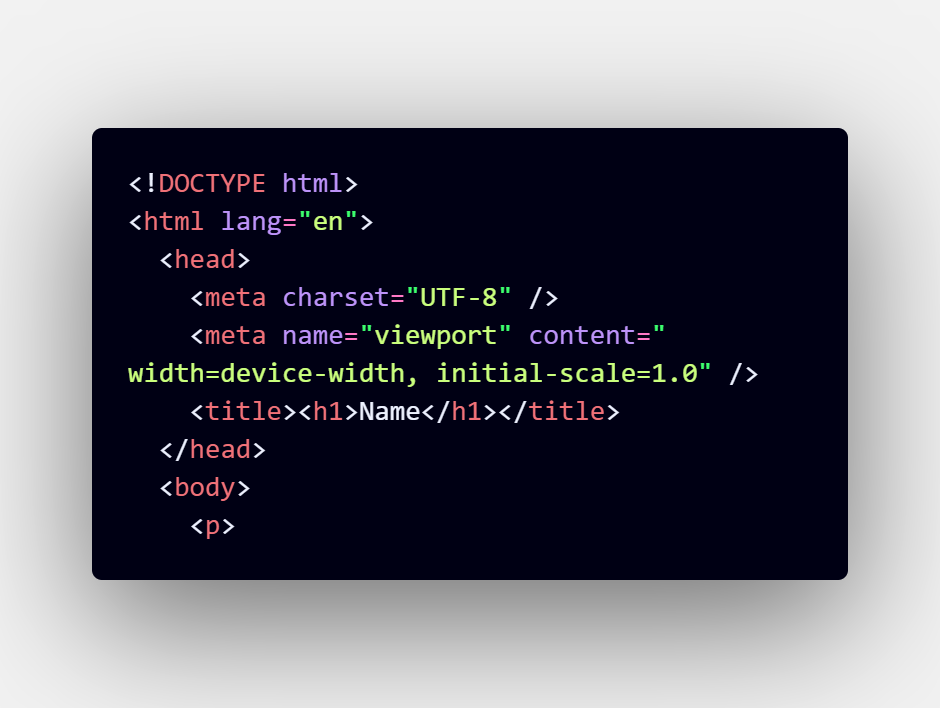 <!DOCTYPE html>
<html lang="en">
  <head>
    <meta charset="UTF-8" />
    <meta name="viewport" content="
width=device-width, initial-scale=1.0" />
    <title><h1>Name</h1></title>
  </head>
  <body>
    <p>